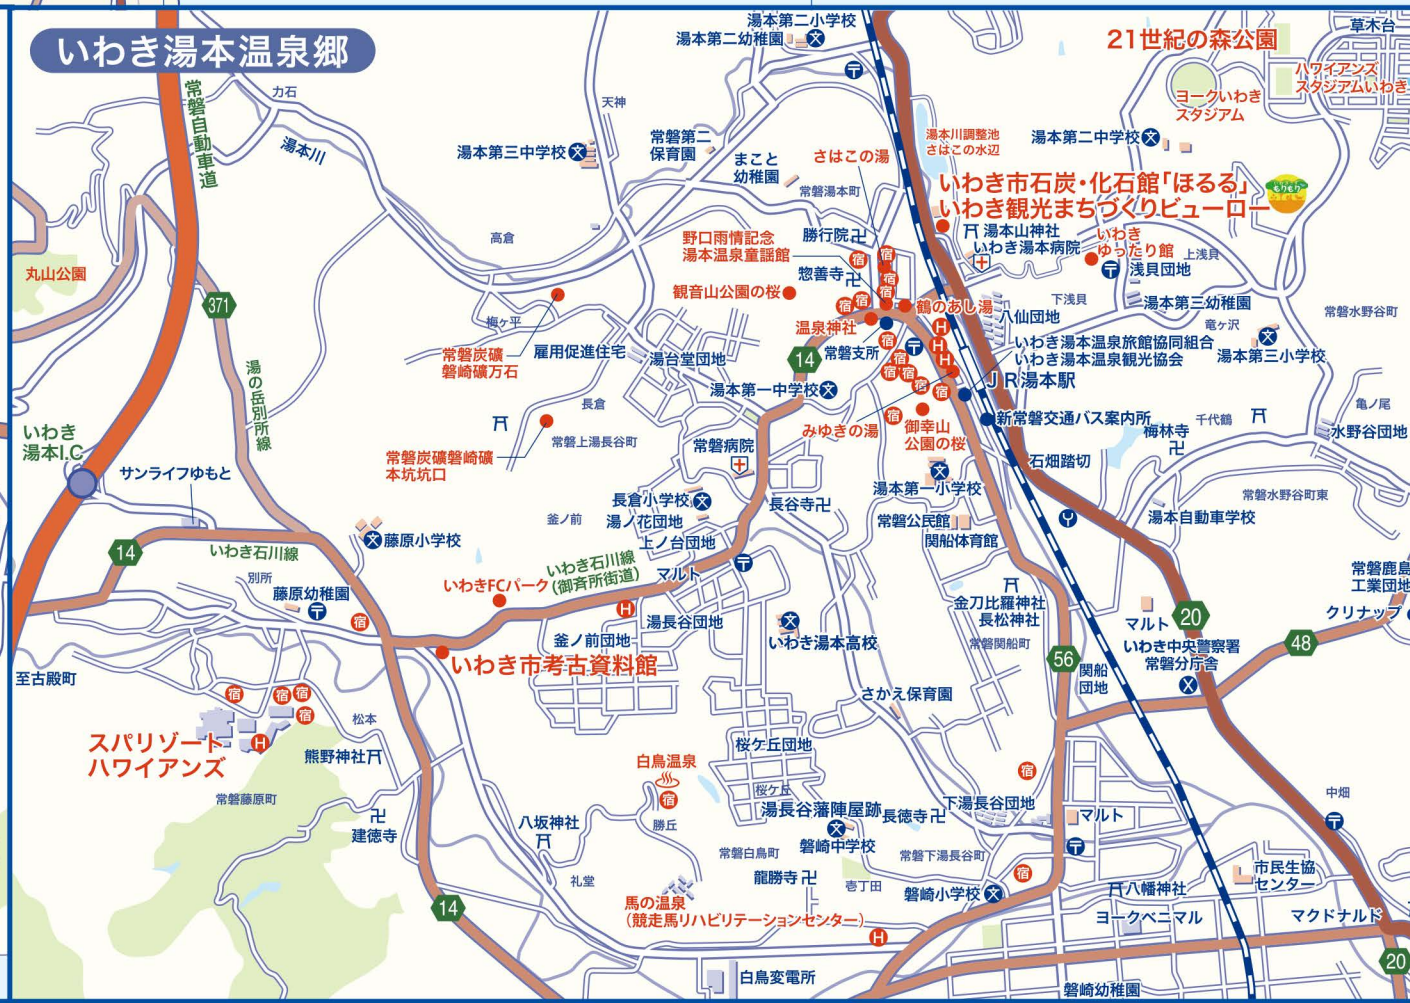 いわき湯本温泉郷
常磐自動車道
力石
湯本川
天神
湯本第二小学校
湯本第二幼稚園
21世紀の森公園
草木台
ハワイアンズ
スタジアムいわき
ヨークいわき
スタジアム
湯本第三中学校
常磐第二
保育園
まこと
幼稚園
さはこの湯
常磐湯本町
湯本川調整池
さはこの水辺
湯本第二中学校
いわき市石炭・化石館「ほるる」
いわき観光まちづくりビューロー
もりもり
湯本山神社
いわき湯本病院
いわき
ゆったり館
上浅貝
浅貝団地
高倉
野口雨情記念
湯本温泉童謡館
勝行院
惣善寺
観音山公園の桜
丸山公園
371
湯の岳別所線
梅ヶ平
常磐炭礦
磐崎礦万石
雇用促進住宅
湯台堂団地
温泉神社
常磐支所
鶴のあし湯
八仙団地
下浅貝
湯本第三幼稚園
竜ヶ沢
湯本第三小学校
常磐水野谷町
いわき湯本温泉旅館協同組合
いわき湯本温泉観光協会
JR湯本駅
新常磐交通バス案内所
14
湯本第一中学校
みゆきの湯
御幸山
公園の桜
千代鶴
亀ノ尾
水野谷団地
梅林寺
石畑踏切
長倉
常磐上湯長谷町
常磐炭礦磐崎礦
本坑坑口
いわき
湯本I.C
サンライフゆもと
常磐病院
長倉小学校
湯ノ花団地
上ノ台団地
長谷寺
湯本第一小学校
常磐公民館
関船体育館
常磐水野谷町東
湯本自動車学校
釜ノ前
藤原小学校
14
いわき石川線
別所
藤原幼稚園
いわきFCパーク
いわき石川線
(御斉所街道)
マルト
湯長谷団地
釜ノ前団地
いわき湯本高校
金刀比羅神社
長松神社
常磐関船町
マルト
20
いわき中央警察署
常磐分庁舎
常磐鹿島
工業団地
クリナップ
48
56
関船
団地
いわき市考古資料館
至古殿町
さかえ保育園
スパリゾート
ハワイアンズ
松本
熊野神社
常磐藤原町
建徳寺
白鳥温泉
勝丘
八坂神社
礼堂
桜ケ丘団地
桜ケ丘
湯長谷藩陣屋跡
磐崎中学校
長徳寺
下湯長谷団地
マルト
中畑
常磐白鳥町
龍勝寺
壱丁田
常磐下湯長谷町
磐崎小学校
馬の温泉
(競走馬リハビリテーションセンター)
14
八幡神社
ヨークベニマル
市民生協
センター
マクドナルド
20
白鳥変電所
磐崎幼稚園